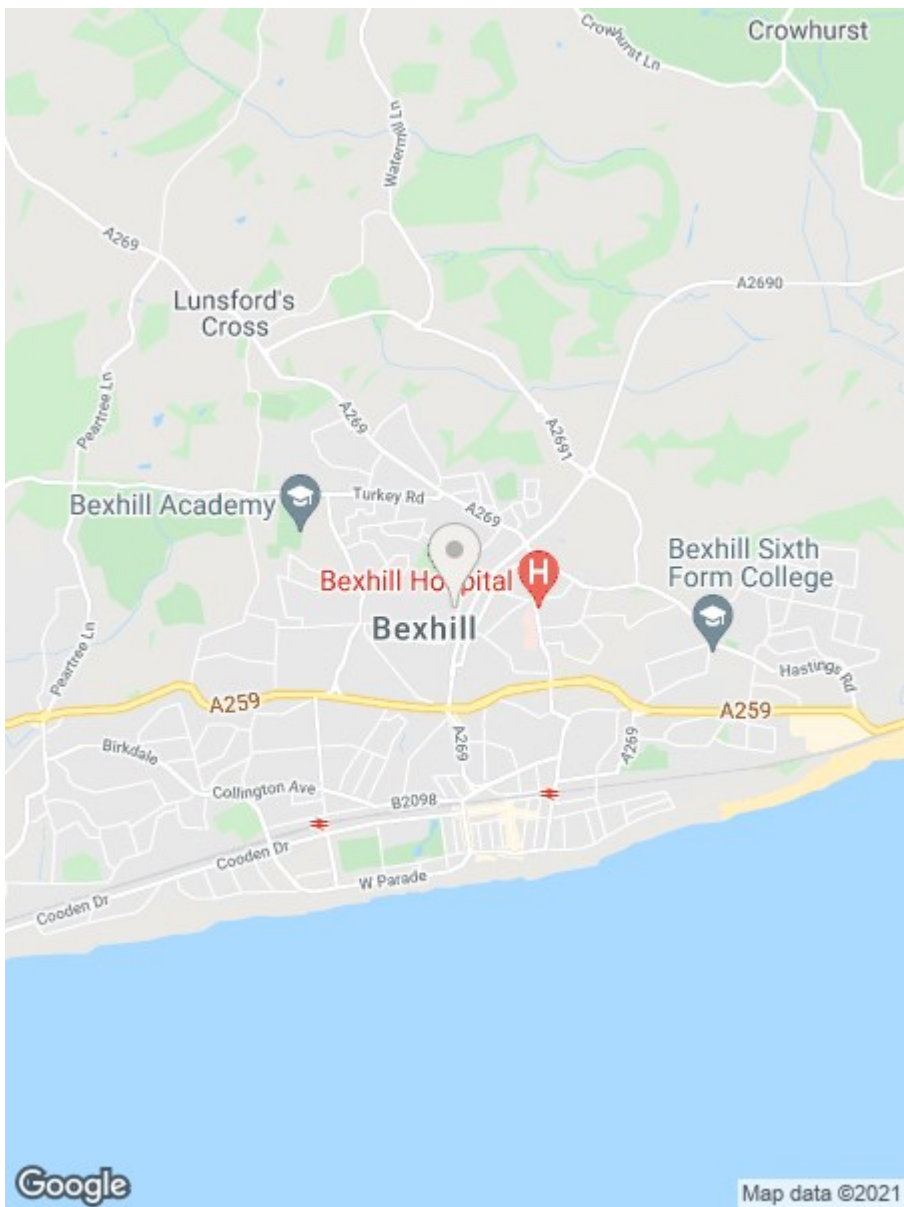 Crowhurst
Crowhurst Ln
Watermill Ln
A269
A2690
Lunsford's
Cross
Peartree Ln
A269
A2691
Turkey Rd
Bexhill Academy
A269
Bexhill Sixth
Form College
Bexhill Hospital
H
Bexhill
Peartree Ln
Hastings Rd
A259
A259
Birkdale
A269
A269
Collington Ave
B2098
Cooden Dr
W Parade
Cooden Dr
Google
Map data ©2021